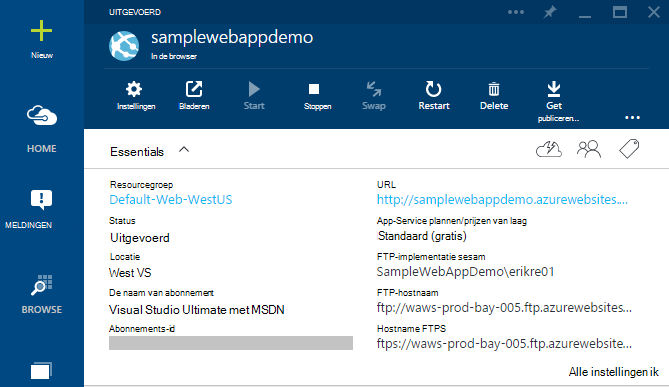 UITGEVOERD
samplewebappdemo
In de browser
Nieuw
HOME
MELDINGEN
BROWSE
Instellingen
Bladeren
Start
Stoppen
Swap
Restart
Delete
Get
publiceren...
Essentials
Resourcegroep
Default-Web-WestUS
Status
Uitgevoerd
Locatie
West VS
De naam van abonnement
Visual Studio Ultimate met MSDN
Abonnements-id
URL
http://samplewebappdemo.azurewebsites....
App-Service plannen/prijzen van laag
Standaard (gratis)
FTP-implementatie sesam
SampleWebAppDemo\erikre01
FTP-hostnaam
ftp://waws-prod-bay-005.ftp.azurewebsites...
Hostname FTPS
ftps://waws-prod-bay-005.ftp.azurewebsites...
Alle instellingen ik